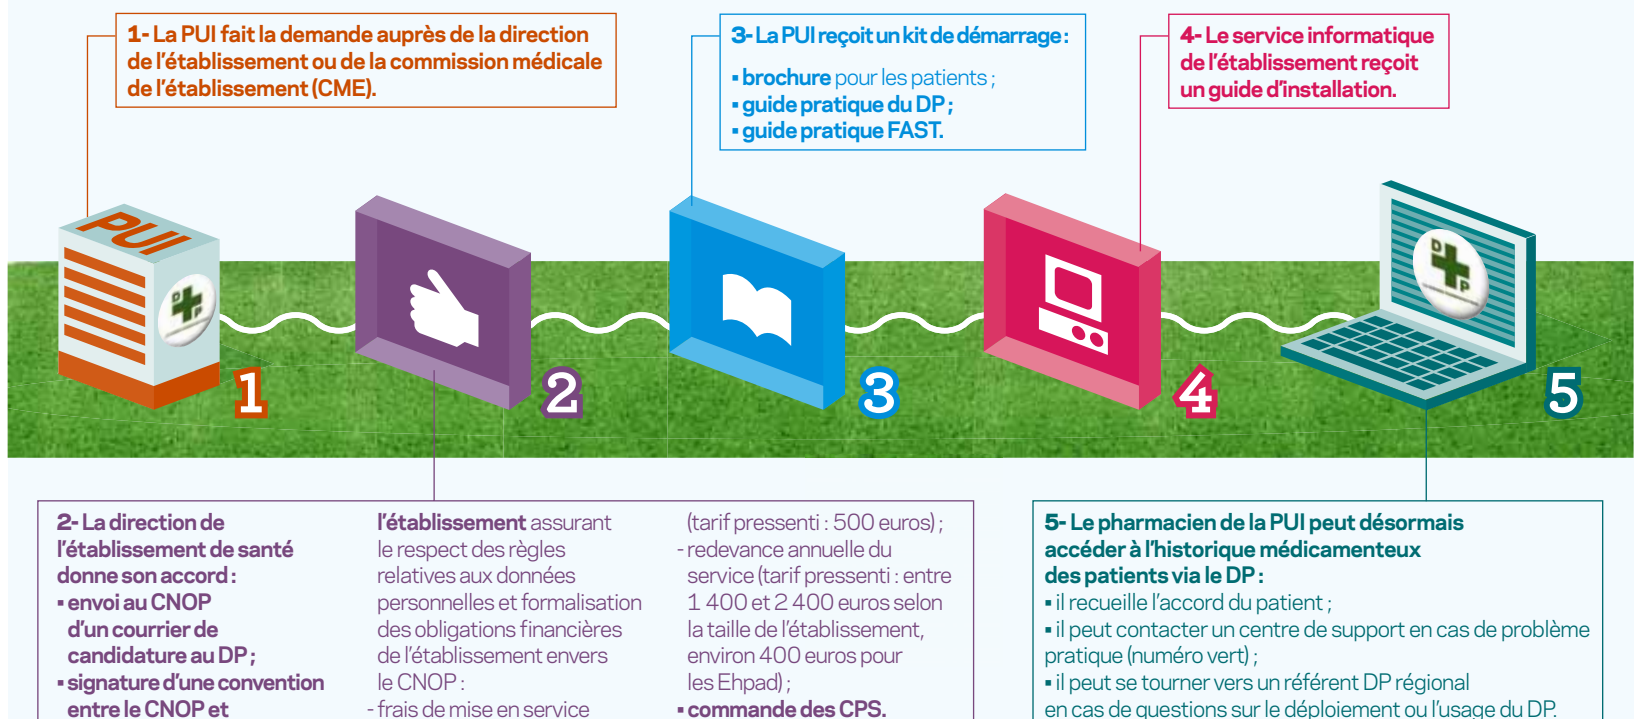 1- La PUI fait la demande auprès de la direction
de l'établissement ou de la commission médicale
de l'établissement (CME).
3- La PUI reçoit un kit de démarrage :
▪ brochure pour les patients ;
▪ guide pratique du DP ;
▪ guide pratique FAST.
4- Le service informatique
de l'établissement reçoit
un guide d'installation.
PUI
D
P
D
P
1
2
3
4
5
2- La direction de
l'établissement de santé
donne son accord :
▪ envoi au CNOP
d'un courrier de
candidature au DP ;
▪ signature d'une convention
entre le CNOP et
l'établissement assurant
le respect des règles
relatives aux données
personnelles et formalisation
des obligations financières
de l'établissement envers
le CNOP :
- frais de mise en service
(tarif pressenti : 500 euros) ;
- redevance annuelle du
service (tarif pressenti : entre
1 400 et 2 400 euros selon
la taille de l'établissement,
environ 400 euros pour
les Ehpad) ;
▪ commande des CPS.
5- Le pharmacien de la PUI peut désormais
accéder à l'historique médicamenteux
des patients via le DP :
▪ il recueille l'accord du patient ;
▪ il peut contacter un centre de support en cas de problème
pratique (numéro vert) ;
▪ il peut se tourner vers un référent DP régional
en cas de questions sur le déploiement ou l'usage du DP.